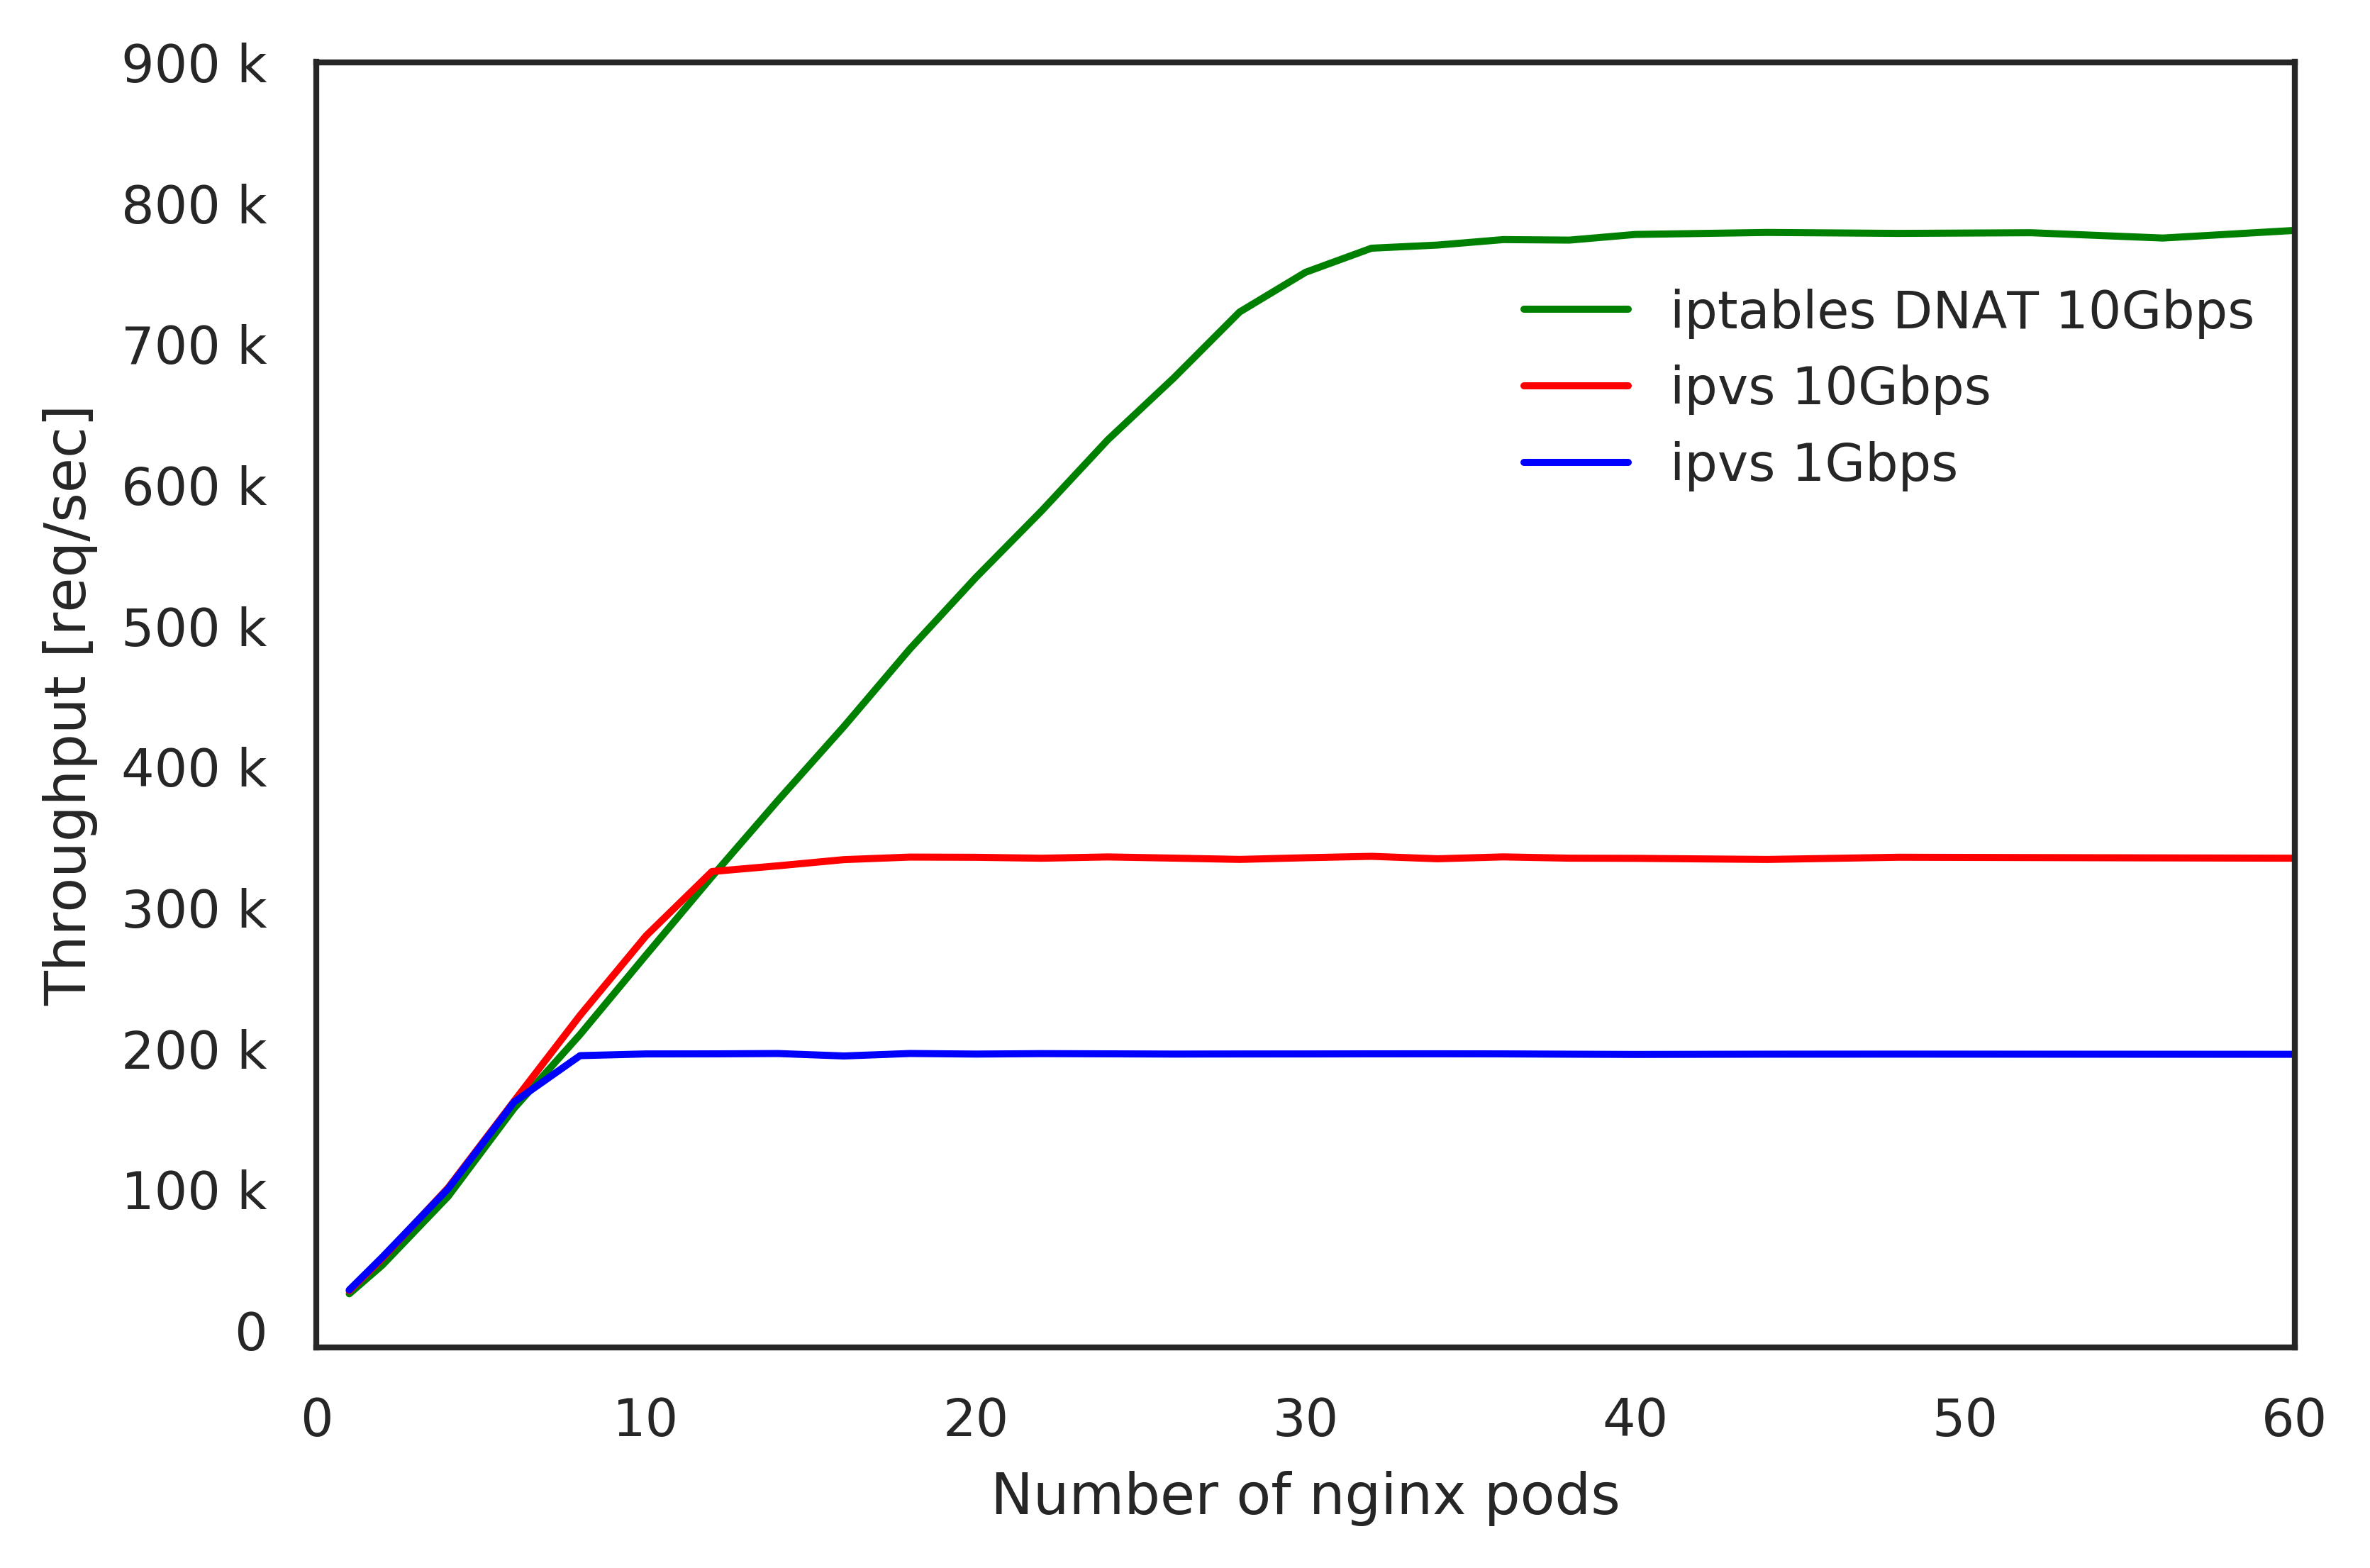 900 k
800 k
700 k
600 k
500 k
400 k
300 k
200 k
100 k
0
Throughput [req/sec]
iptables DNAT 10Gbps
ipvs 10Gbps
ipvs 1Gbps
0 10 20 30 40 50 60
Number of nginx pods